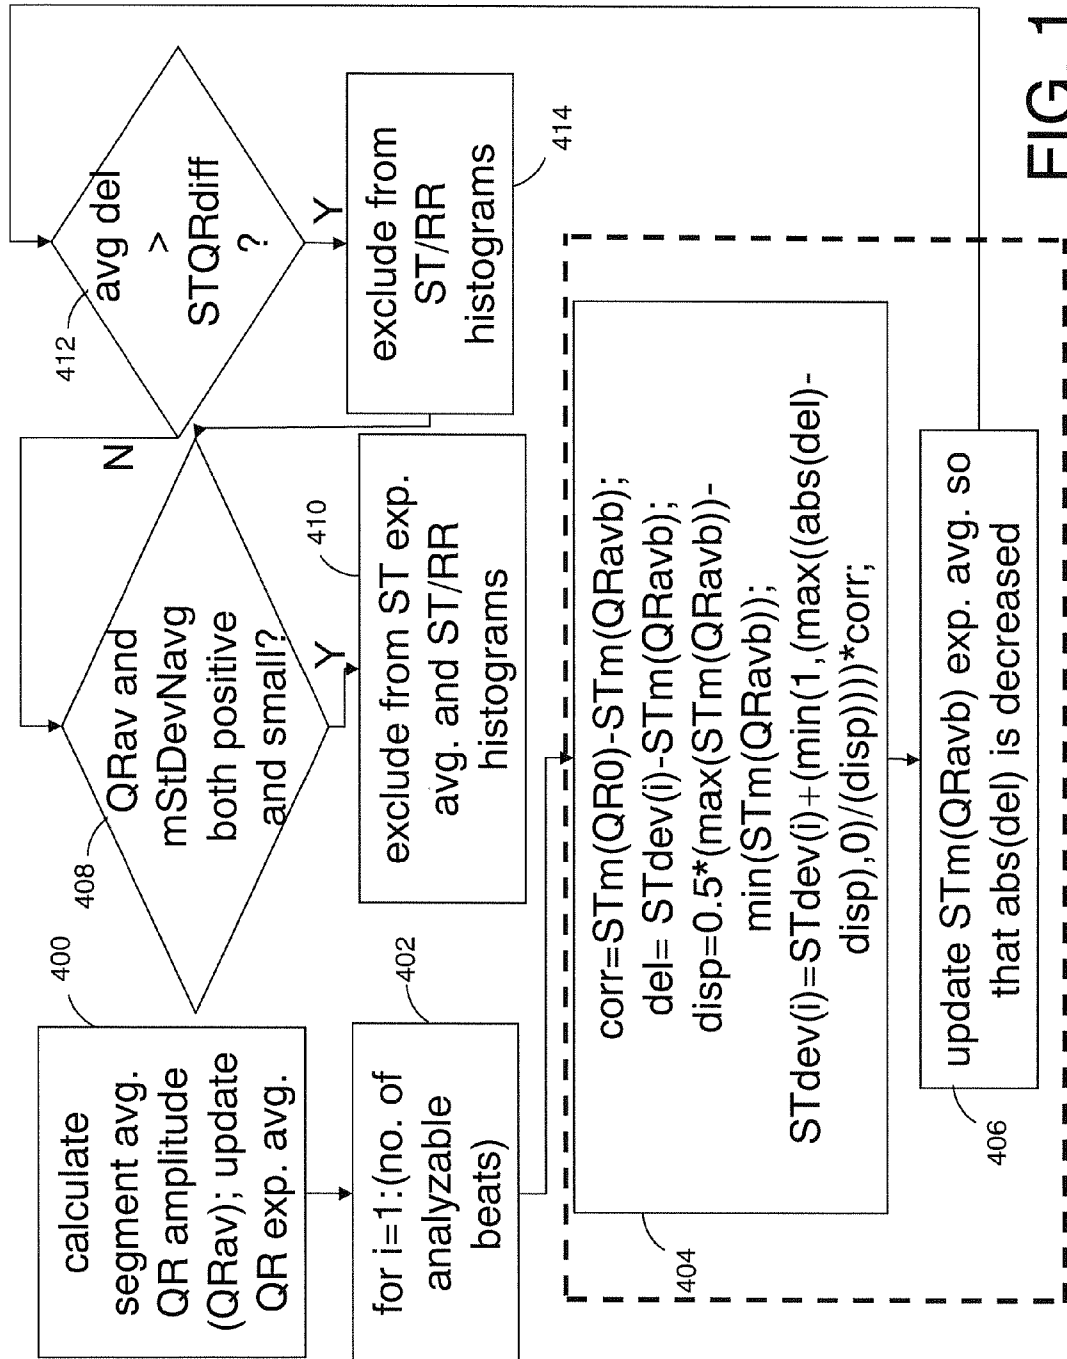 400
calculate
segment avg.
QR amplitude
(QRav); update
QR exp. avg.
402
for i=1:(no. of
analyzable
beats)
404
corr=STm(QR0)-STm(QRavb);
del= STdev(i)-STm(QRavb);
disp=0.5*(max(STm(QRavb))-
min(STm(QRavb));
STdev(i)=STdev(i)+(min(1,(max((abs(del)-
disp),0)/(disp))))*corr;
406
update STm(QRavb) exp. avg. so
that abs(del) is decreased
408
QRav and
mStDevNavg
both positive
and small?
Y
410
exclude from ST exp.
avg. and ST/RR
histograms
412
avg del
>
STQRdiff
?
N
Y
414
exclude from
ST/RR
histograms
FIG. 1